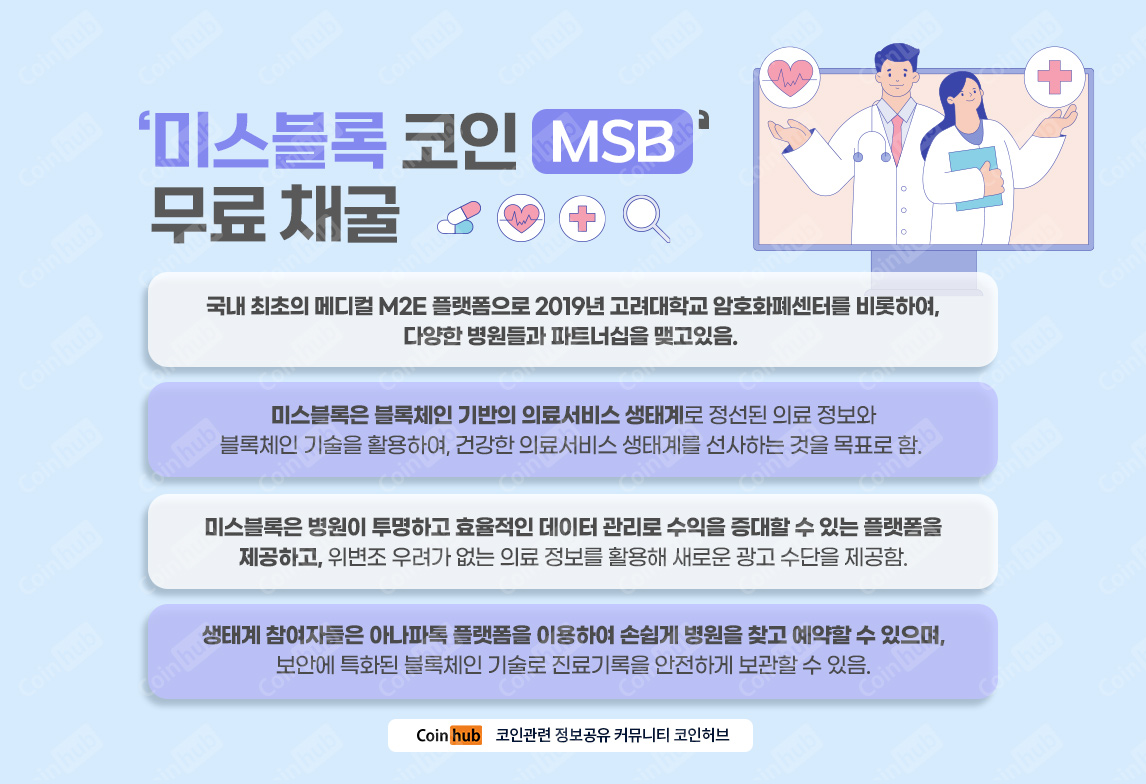 '미스블록 코인 MSB'
무료 채굴
국내 최초의 메디컬 M2E 플랫폼으로 2019년 고려대학교 암호화폐센터를 비롯하여,
다양한 병원들과 파트너십을 맺고있음.
미스블록은 블록체인 기반의 의료서비스 생태계로 정선된 의료 정보와
블록체인 기술을 활용하여, 건강한 의료서비스 생태계를 선사하는 것을 목표로 함.
미스블록은 병원이 투명하고 효율적인 데이터 관리로 수익을 증대할 수 있는 플랫폼을
제공하고, 위변조 우려가 없는 의료 정보를 활용해 새로운 광고 수단을 제공함.
생태계 참여자들은 아나파톡 플랫폼을 이용하여 손쉽게 병원을 찾고 예약할 수 있으며,
보안에 특화된 블록체인 기술로 진료기록을 안전하게 보관할 수 있음.
Coin hub 코인관련 정보공유 커뮤니티 코인허브